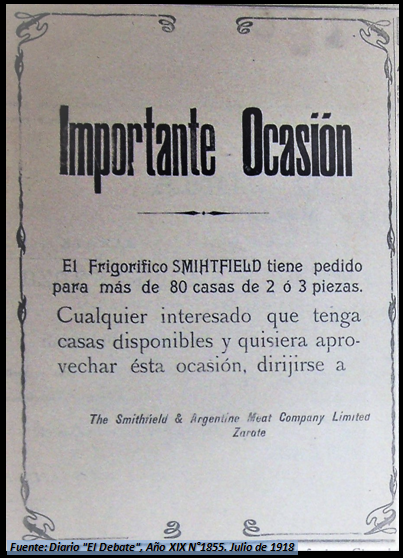 Importante Ocasión
El Frigorífico SMIHTFIELD tiene pedido
para más de 80 casas de 2 ó 3 piezas.
Cualquier interesado que tenga
casas disponibles y quisiera apro-
vechar ésta ocasión, dirijirse a
The Smithfield & Argentine Meat Company Limited
Zarate
Fuente: Diario "El Debate", Año XIX N°1855. Julio de 1918